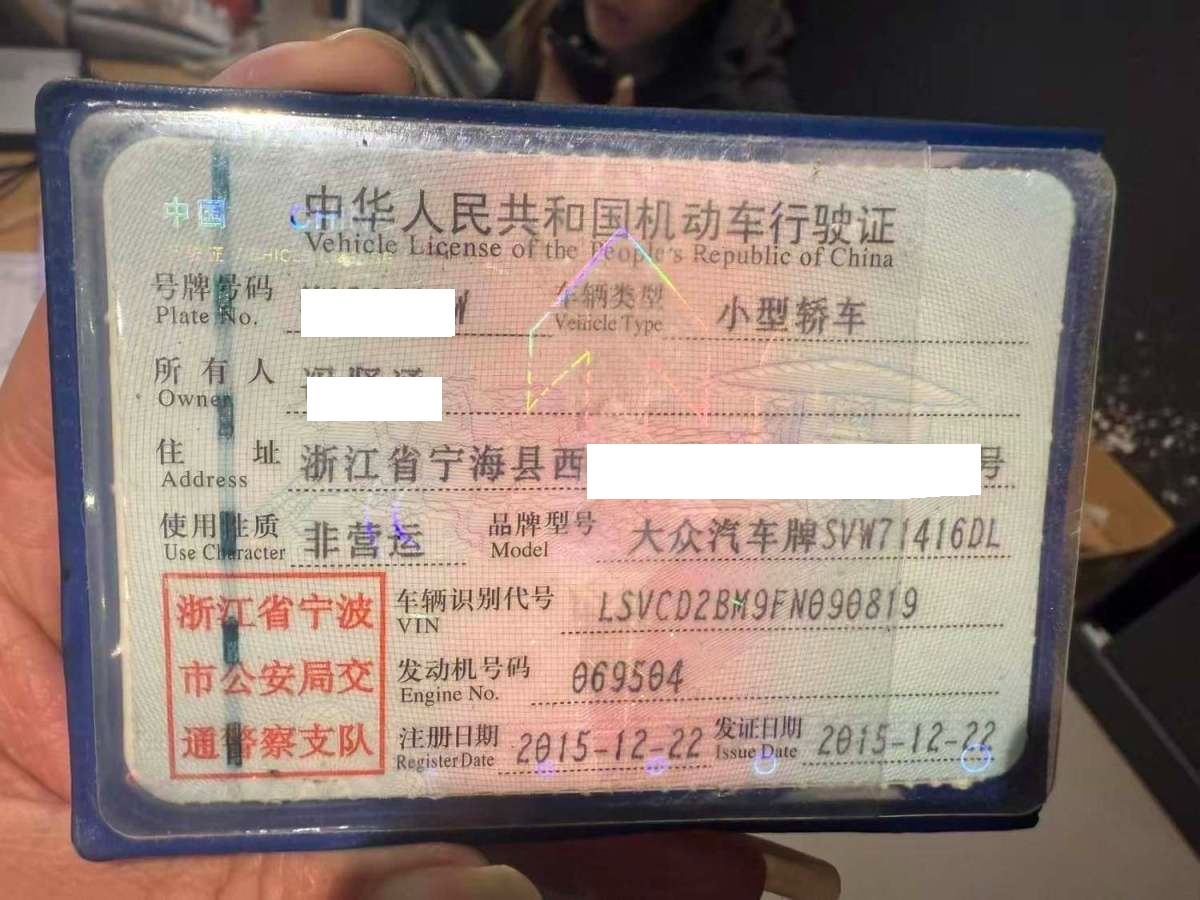 中国
中华人民共和国机动车行驶证
Vehicle License of the People's Republic of China
号牌号码
Plate No.
车辆类型
Vehicle Type
小型轿车
所有人
Owner
住址
Address
浙江省宁海县西
号
使用性质
Use Character
非营运
品牌型号
Model
大众汽车牌SVW71416DL
浙江省宁波
市公安局交
通警察支队
车辆识别代号
VIN
LSVCD2BM9FN090819
发动机号码
Engine No.
069504
注册日期
Register Date
2015-12-22
发证日期
Issue Date
2015-12-22